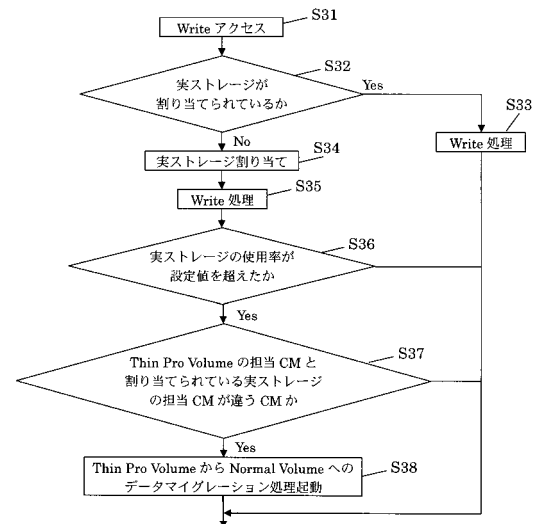 S31
Write アクセス
S32
実ストレージが
割り当てられているか
Yes
S33
Write 処理
No
S34
実ストレージ割り当て
S35
Write 処理
S36
実ストレージの使用率が
設定値を超えたか
Yes
S37
Thin Pro Volume の担当 CM と
割り当てられている実ストレージ
の担当 CM が違う CM か
Yes
S38
Thin Pro Volume から Normal Volume への
データマイグレーション処理起動